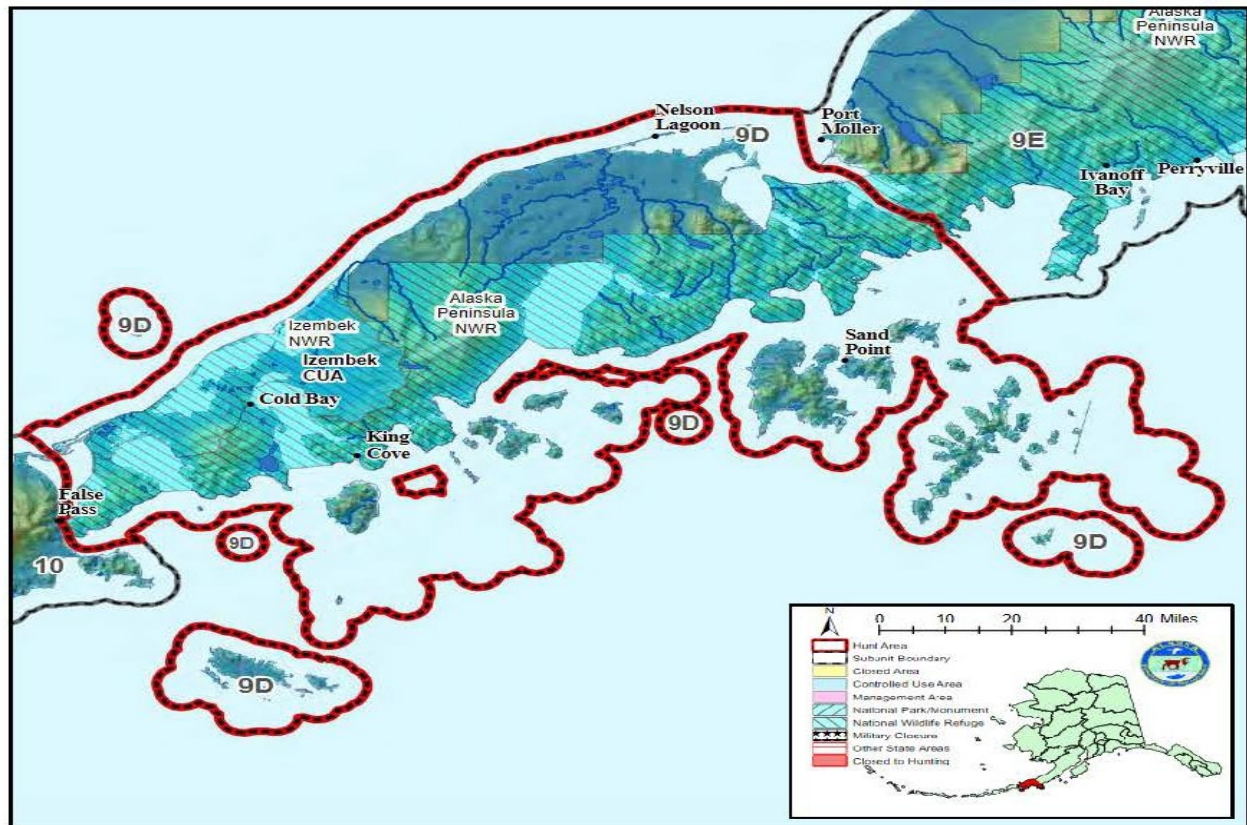 Alaska
Peninsula
NWR
Nelson
Lagoon
9D
Port
Moller
9E
Ivanoff
Bay
Perryville
9D
Izembek
NWR
Alaska
Peninsula
NWR
Izembek
CUA
Cold Bay
King
Cove
Sand
Point
9D
False
Pass
10
9D
9D
9D
N
0 10 20 30 40 Miles
Hunt Area
Subunit Boundary
Closed Area
Controlled Use Area
Management Area
National Park/Monument
National Wildlife Refuge
Military Closure
Other State Areas
Closed to Hunting
ALASKA